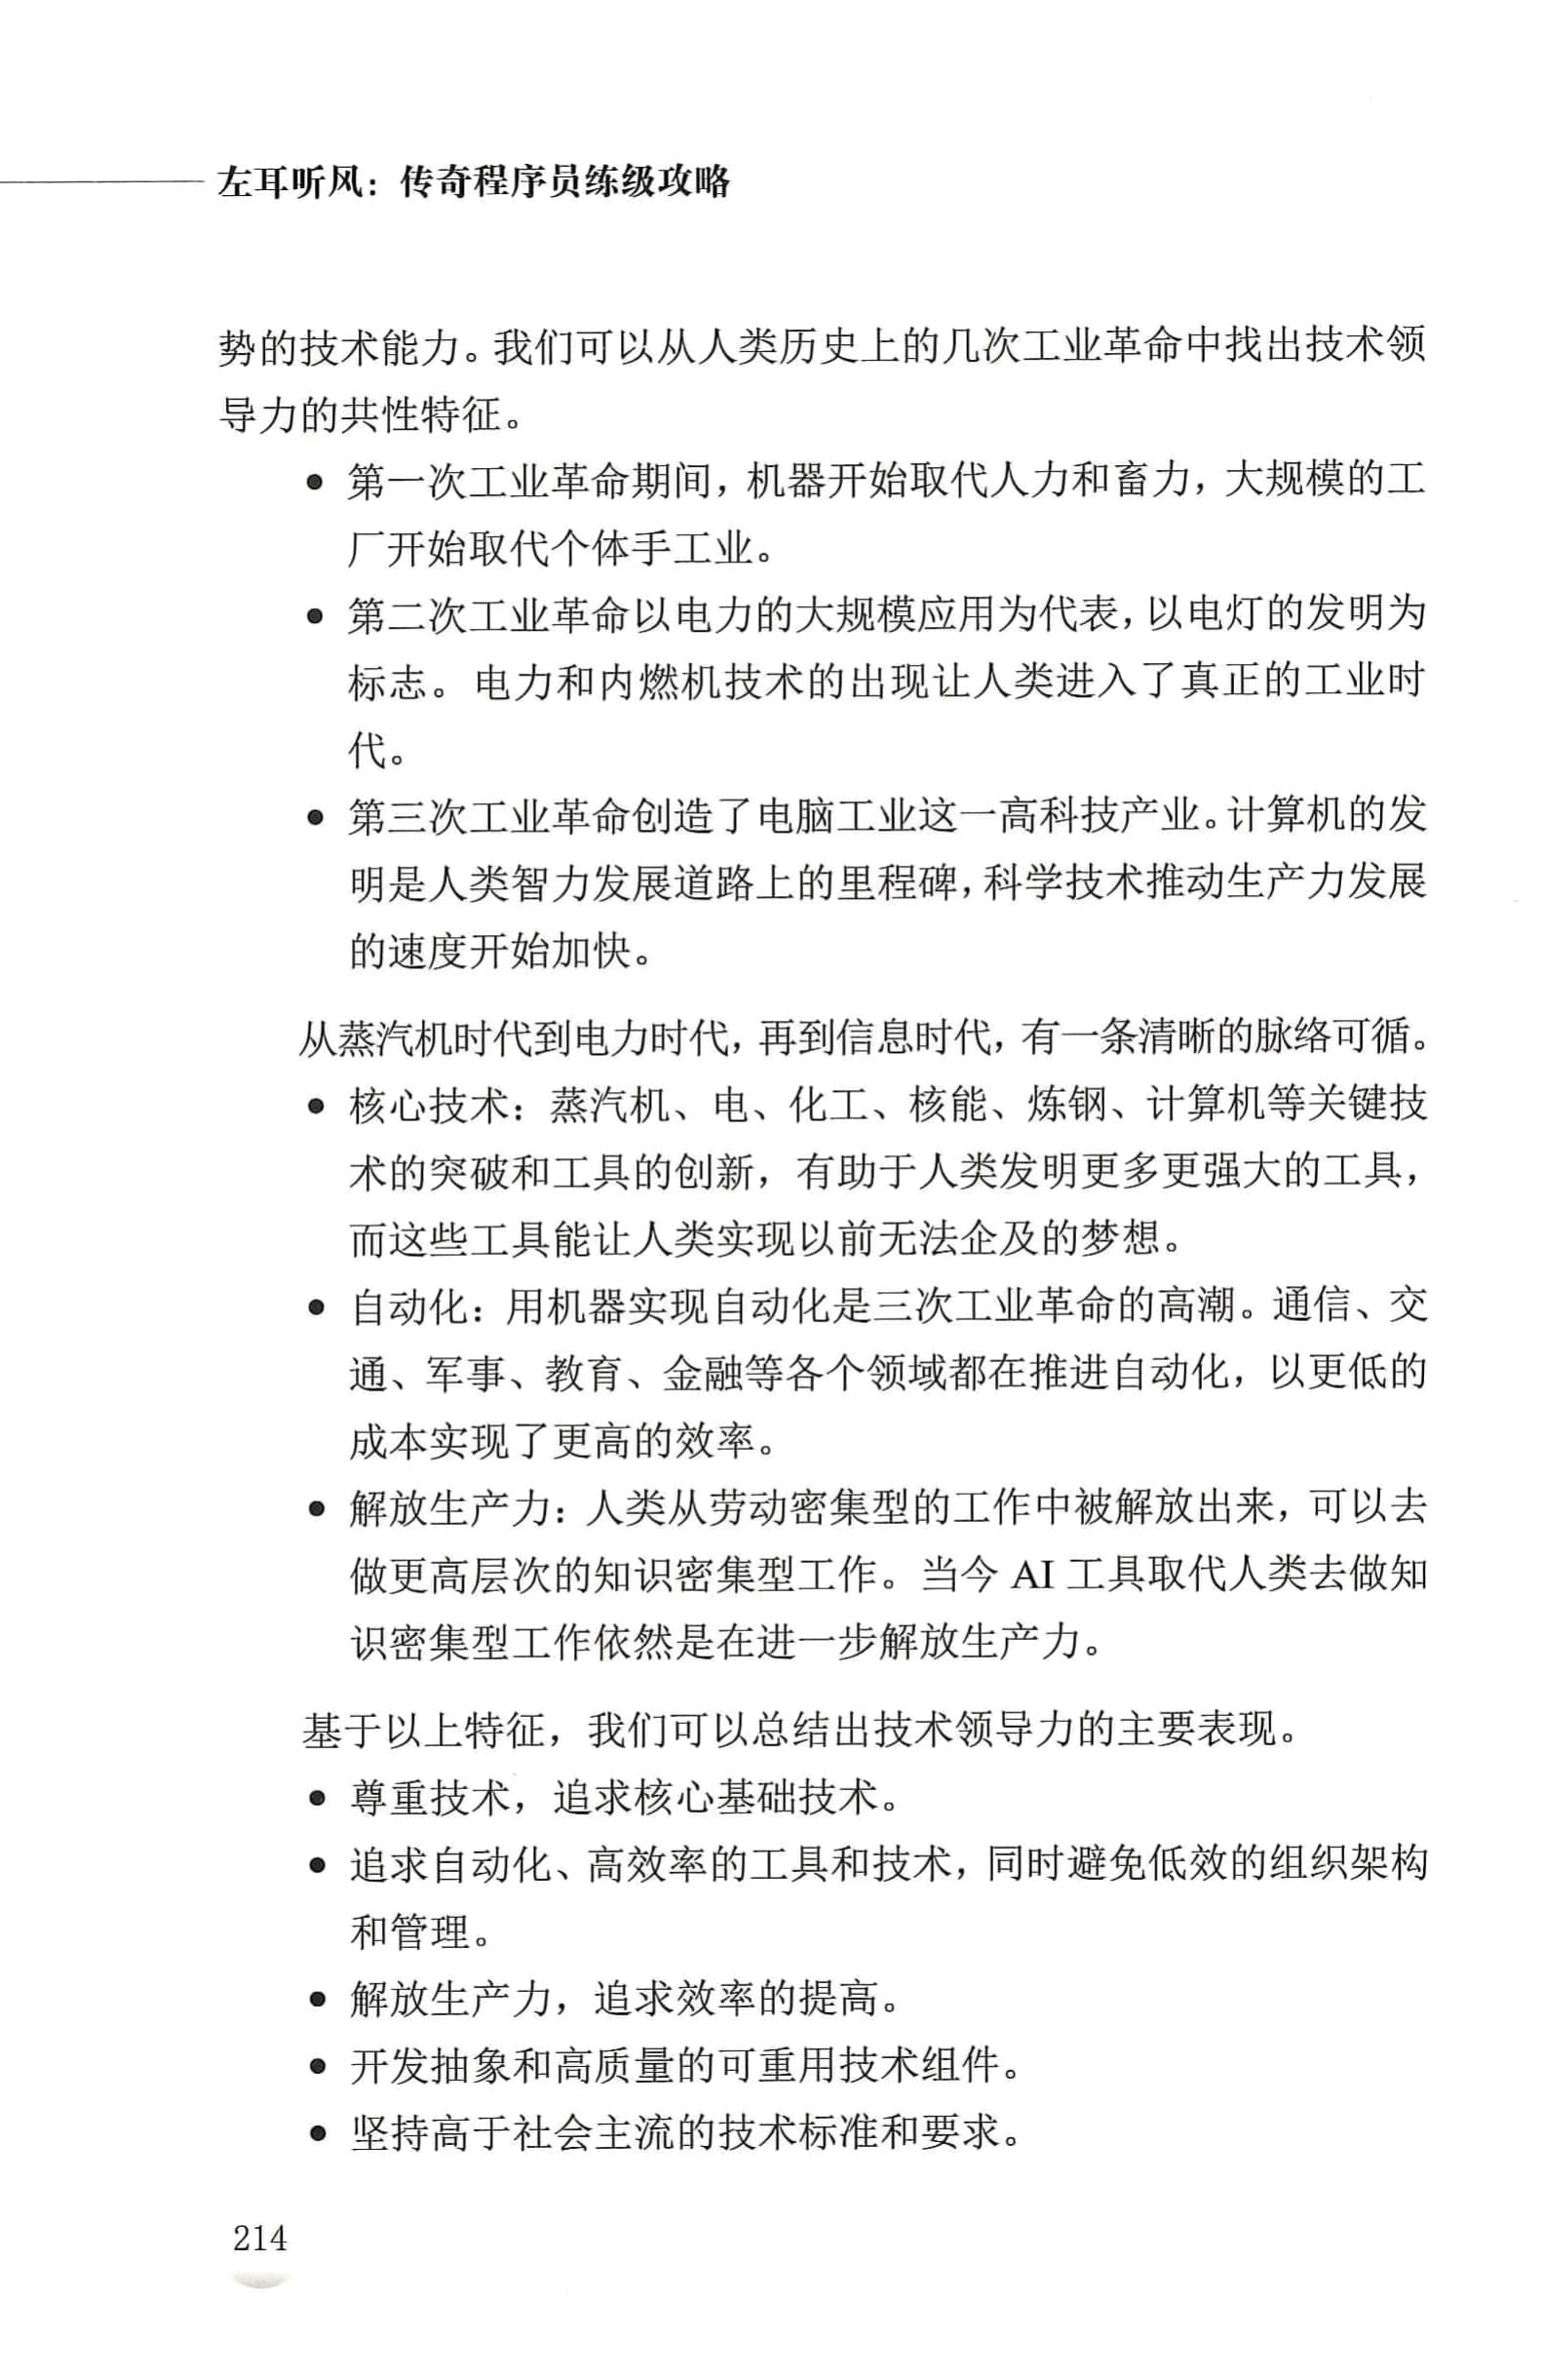 左耳听风：传奇程序员练级攻略
势的技术能力。我们可以从人类历史上的几次工业革命中找出技术领
导力的共性特征。
● 第一次工业革命期间，机器开始取代人力和畜力，大规模的工
厂开始取代个体手工业。
● 第二次工业革命以电力的大规模应用为代表，以电灯的发明为
标志。电力和内燃机技术的出现让人类进入了真正的工业时
代。
● 第三次工业革命创造了电脑工业这一高科技产业。计算机的发
明是人类智力发展道路上的里程碑，科学技术推动生产力发展
的速度开始加快。
从蒸汽机时代到电力时代，再到信息时代，有一条清晰的脉络可循。
● 核心技术：蒸汽机、电、化工、核能、炼钢、计算机等关键技
术的突破和工具的创新，有助于人类发明更多更强大的工具，
而这些工具能让人类实现以前无法企及的梦想。
● 自动化：用机器实现自动化是三次工业革命的高潮。通信、交
通、军事、教育、金融等各个领域都在推进自动化，以更低的
成本实现了更高的效率。
● 解放生产力：人类从劳动密集型的工作中被解放出来，可以去
做更高层次的知识密集型工作。当今 AI 工具取代人类去做知
识密集型工作依然是在进一步解放生产力。
基于以上特征，我们可以总结出技术领导力的主要表现。
● 尊重技术，追求核心基础技术。
● 追求自动化、高效率的工具和技术，同时避免低效的组织架构
和管理。
● 解放生产力，追求效率的提高。
● 开发抽象和高质量的可重用技术组件。
● 坚持高于社会主流的技术标准和要求。
214